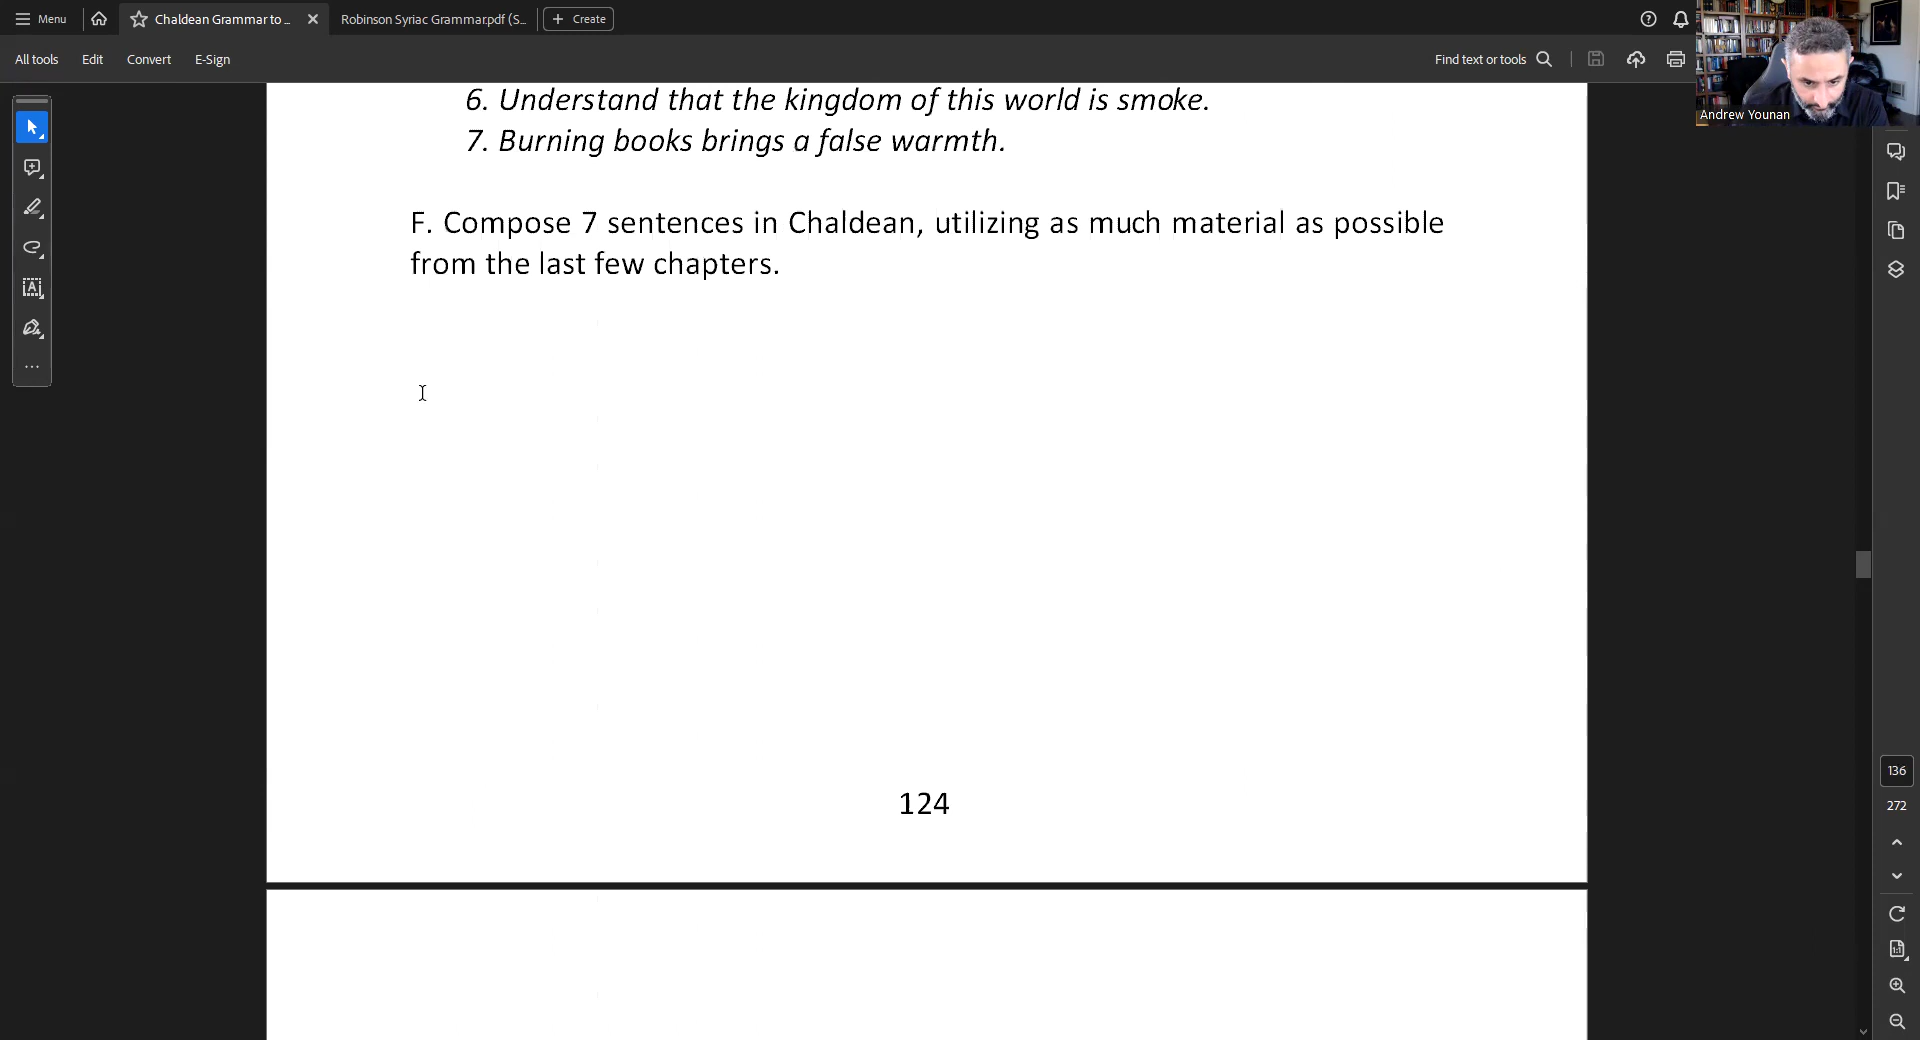 Menu
Chaldean Grammar to ...
Robinson Syriac Grammar.pdf (S...
Create
All tools
Edit
Convert
E-Sign
Find text or tools
Andrew Younan
6. Understand that the kingdom of this world is smoke.
7. Burning books brings a false warmth.
F. Compose 7 sentences in Chaldean, utilizing as much material as possible
from the last few chapters.
124
136
272